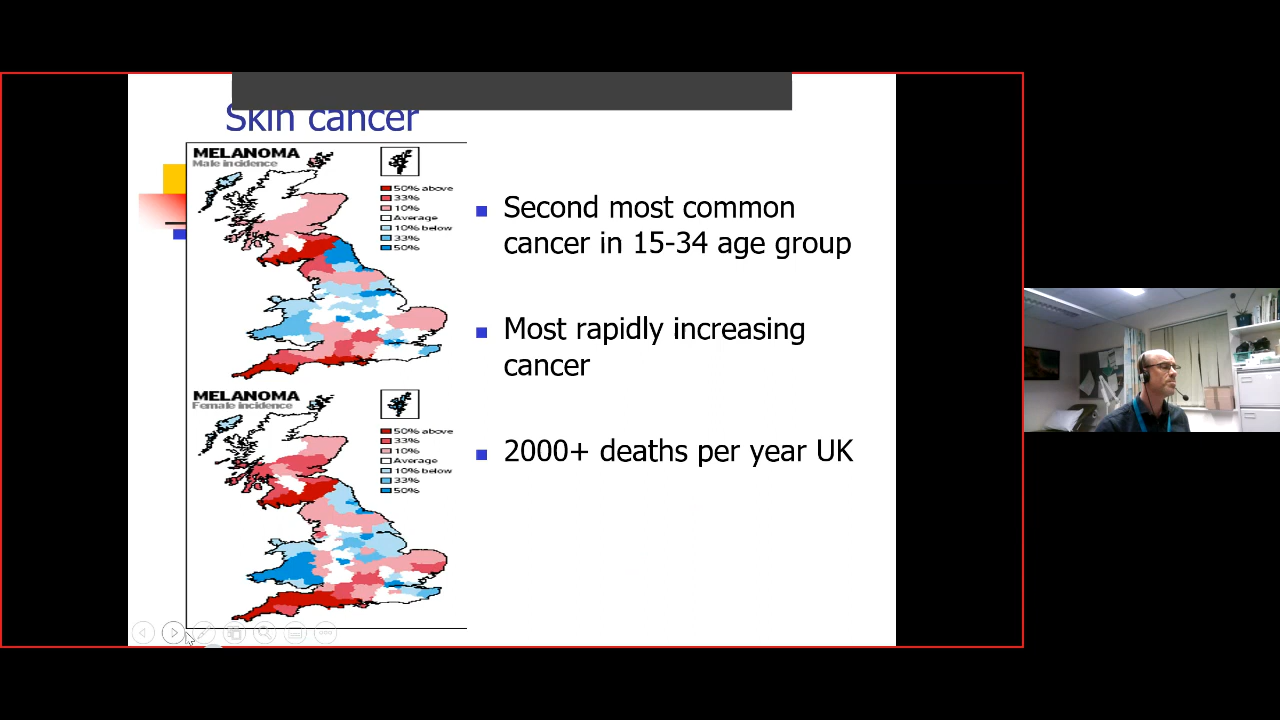 Skin cancer
MELANOMA
Male incidence
50% above
33%
10%
Average
10% below
33%
50%
MELANOMA
Female incidence
50% above
33%
10%
Average
10% below
33%
50%
Second most common
cancer in 15-34 age group
Most rapidly increasing
cancer
2000+ deaths per year UK